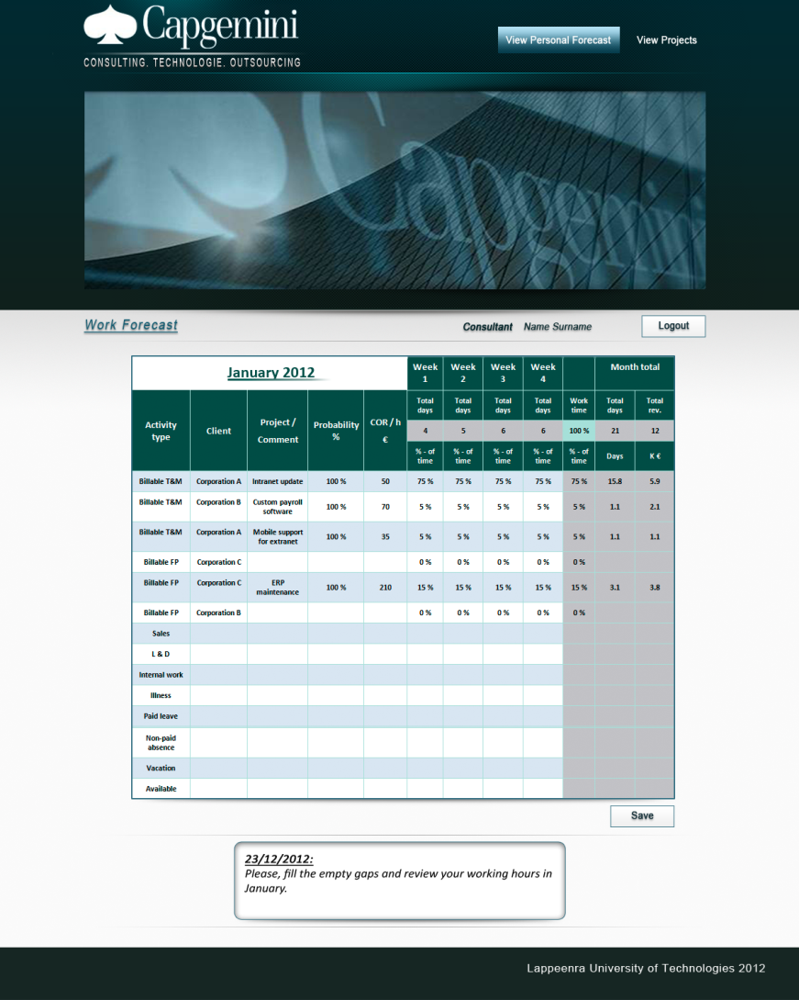 Capgemini
CONSULTING. TECHNOLOGIE. OUTSOURCING
View Personal Forecast View Projects
Capgemini
Work Forecast Consultant Name Surname Logout
January 2012 Week 1 Week 2 Week 3 Week 4 Month total
Activity type Client Project / Comment Probability % COR / h € Total days Total days Total days Total days Work time Total days Total rev.
4 5 6 6 100 % 21 12
% - of time % - of time % - of time % - of time % - of time Days K €
Billable T&M Corporation A Intranet update 100 % 50 75 % 75 % 75 % 75 % 75 % 15.8 5.9
Billable T&M Corporation B Custom payroll software 100 % 70 5 % 5 % 5 % 5 % 5 % 1.1 2.1
Billable T&M Corporation A Mobile support for extranet 100 % 35 5 % 5 % 5 % 5 % 5 % 1.1 1.1
Billable FP Corporation C 0 % 0 % 0 % 0 % 0 %
Billable FP Corporation C ERP maintenance 100 % 210 15 % 15 % 15 % 15 % 15 % 3.1 3.8
Billable FP Corporation B 0 % 0 % 0 % 0 % 0 %
Sales
L & D
Internal work
Illness
Paid leave
Non-paid absence
Vacation
Available
Save
23/12/2012:
Please, fill the empty gaps and review your working hours in
January.
Lappeenra University of Technologies 2012